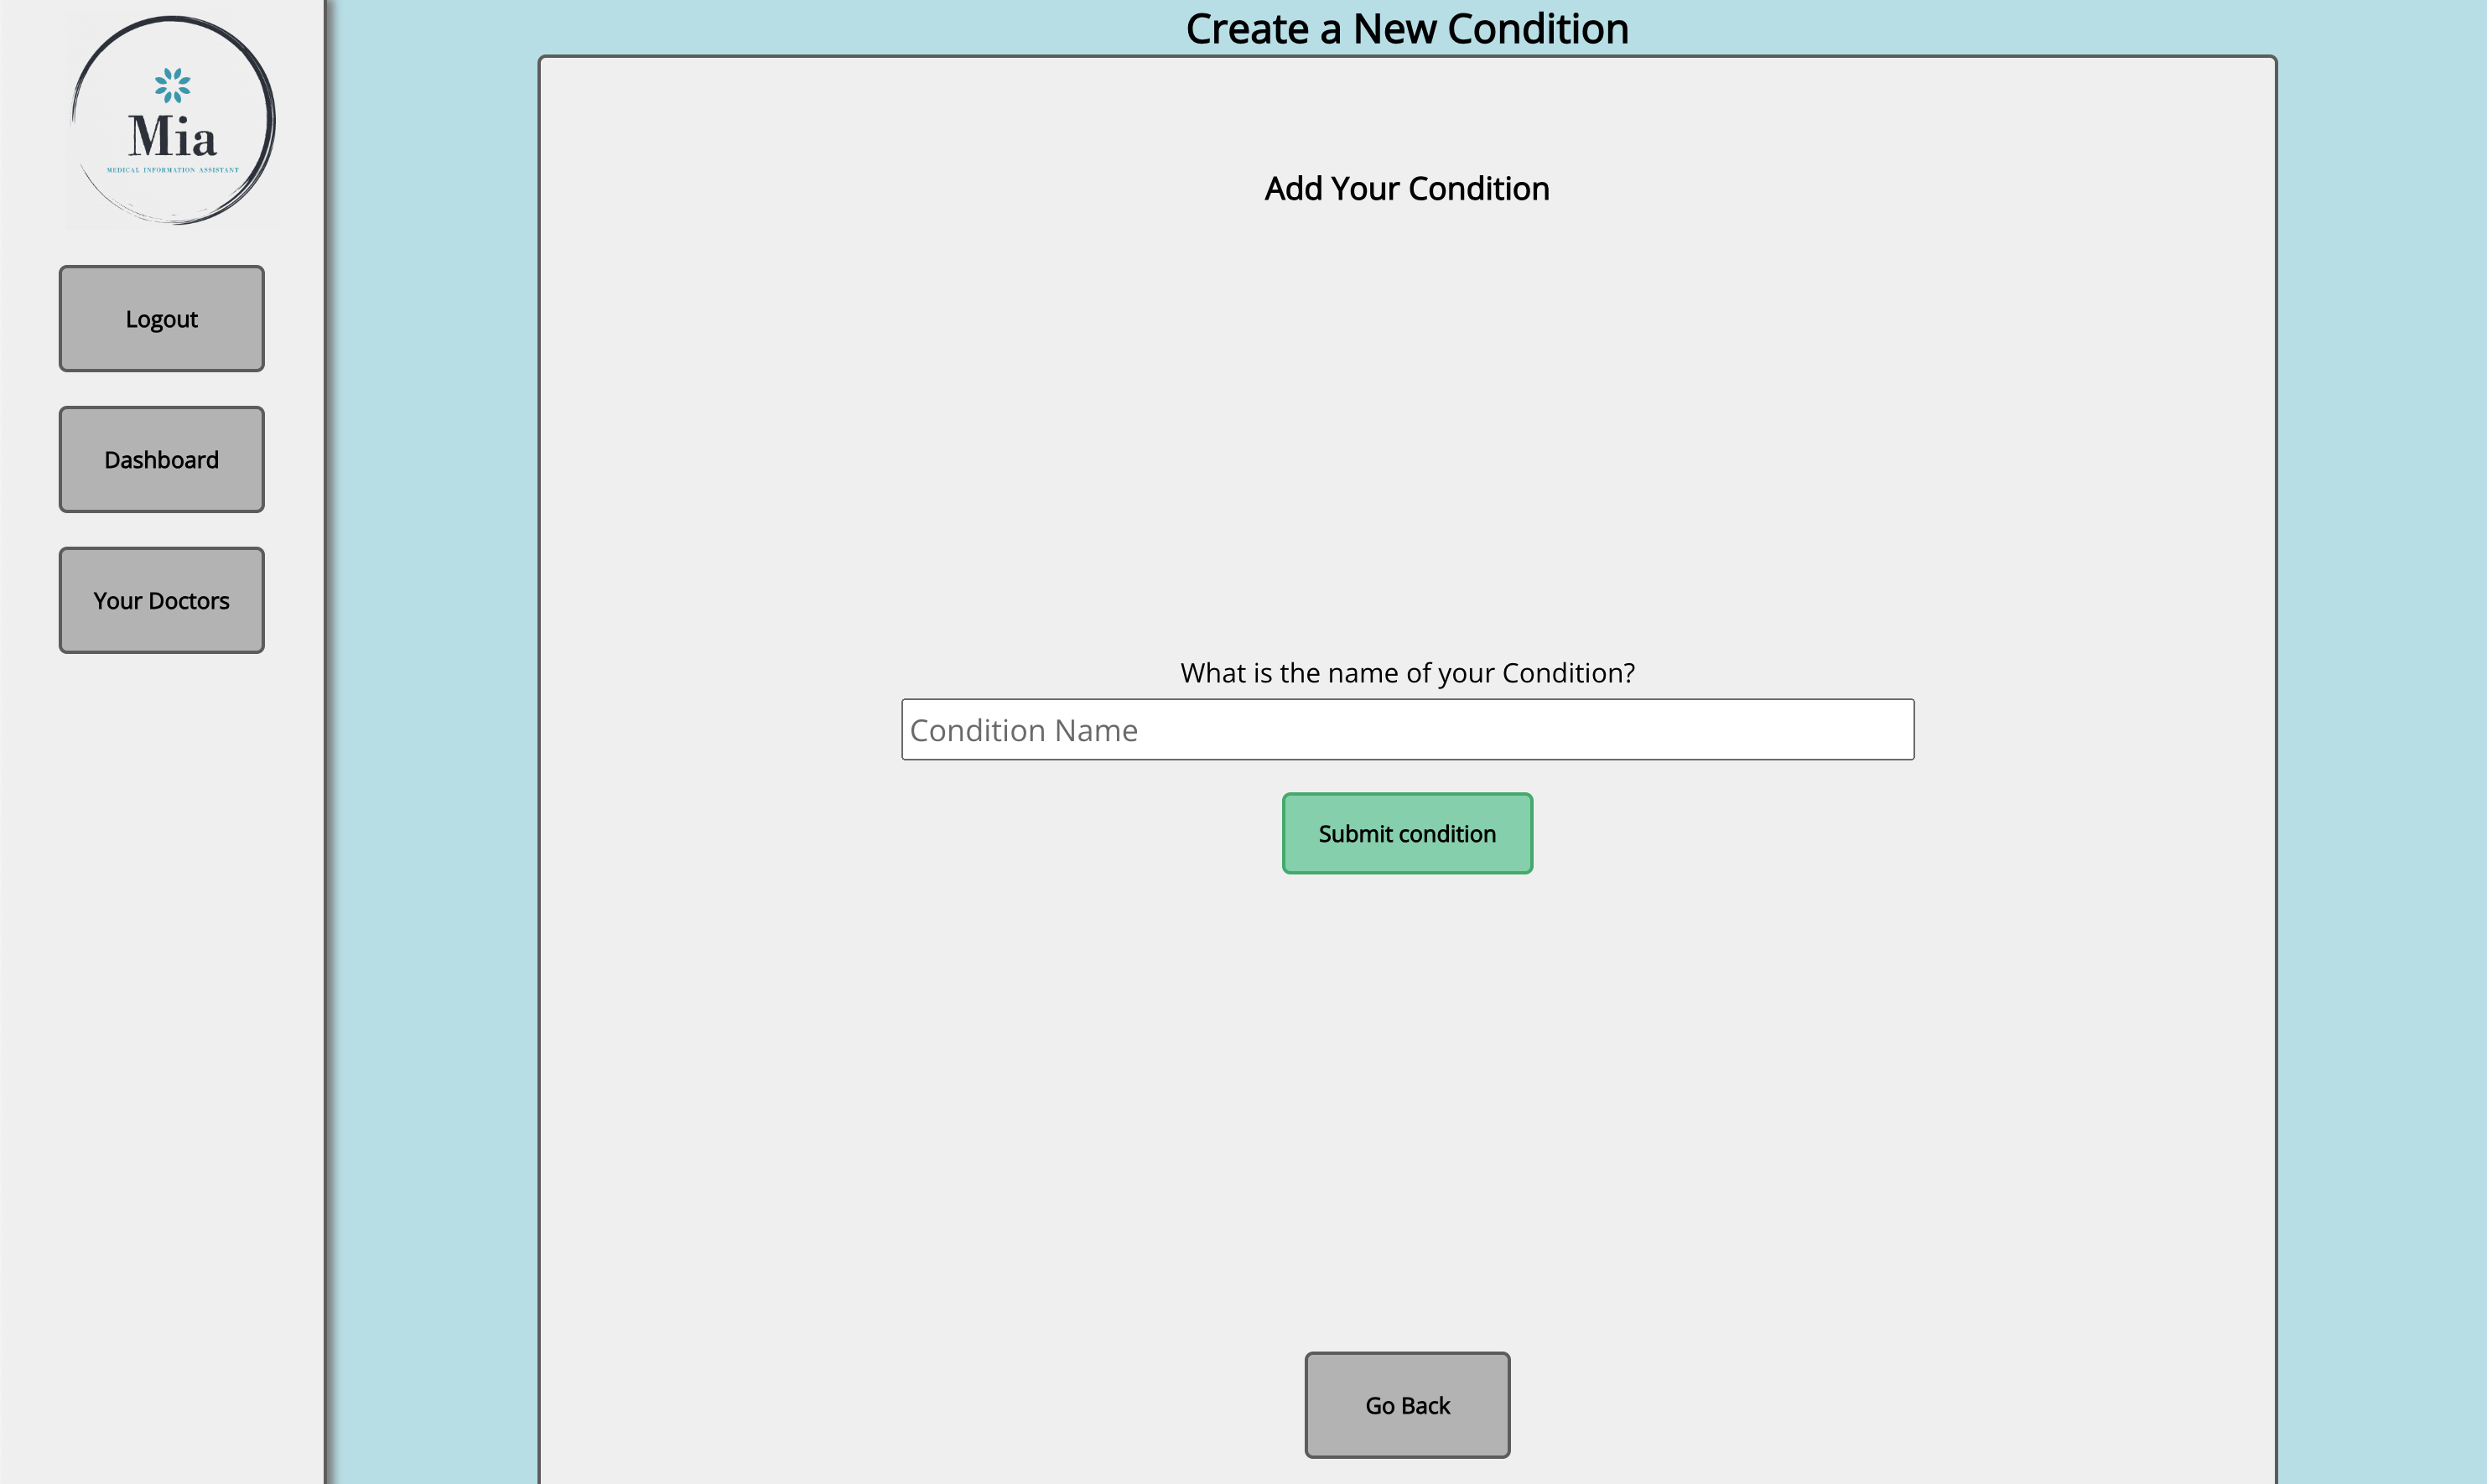 Mia
MEDICAL INFORMATION ASSISTANT
Logout
Dashboard
Your Doctors
Create a New Condition
Add Your Condition
What is the name of your Condition?
Condition Name
Submit condition
Go Back